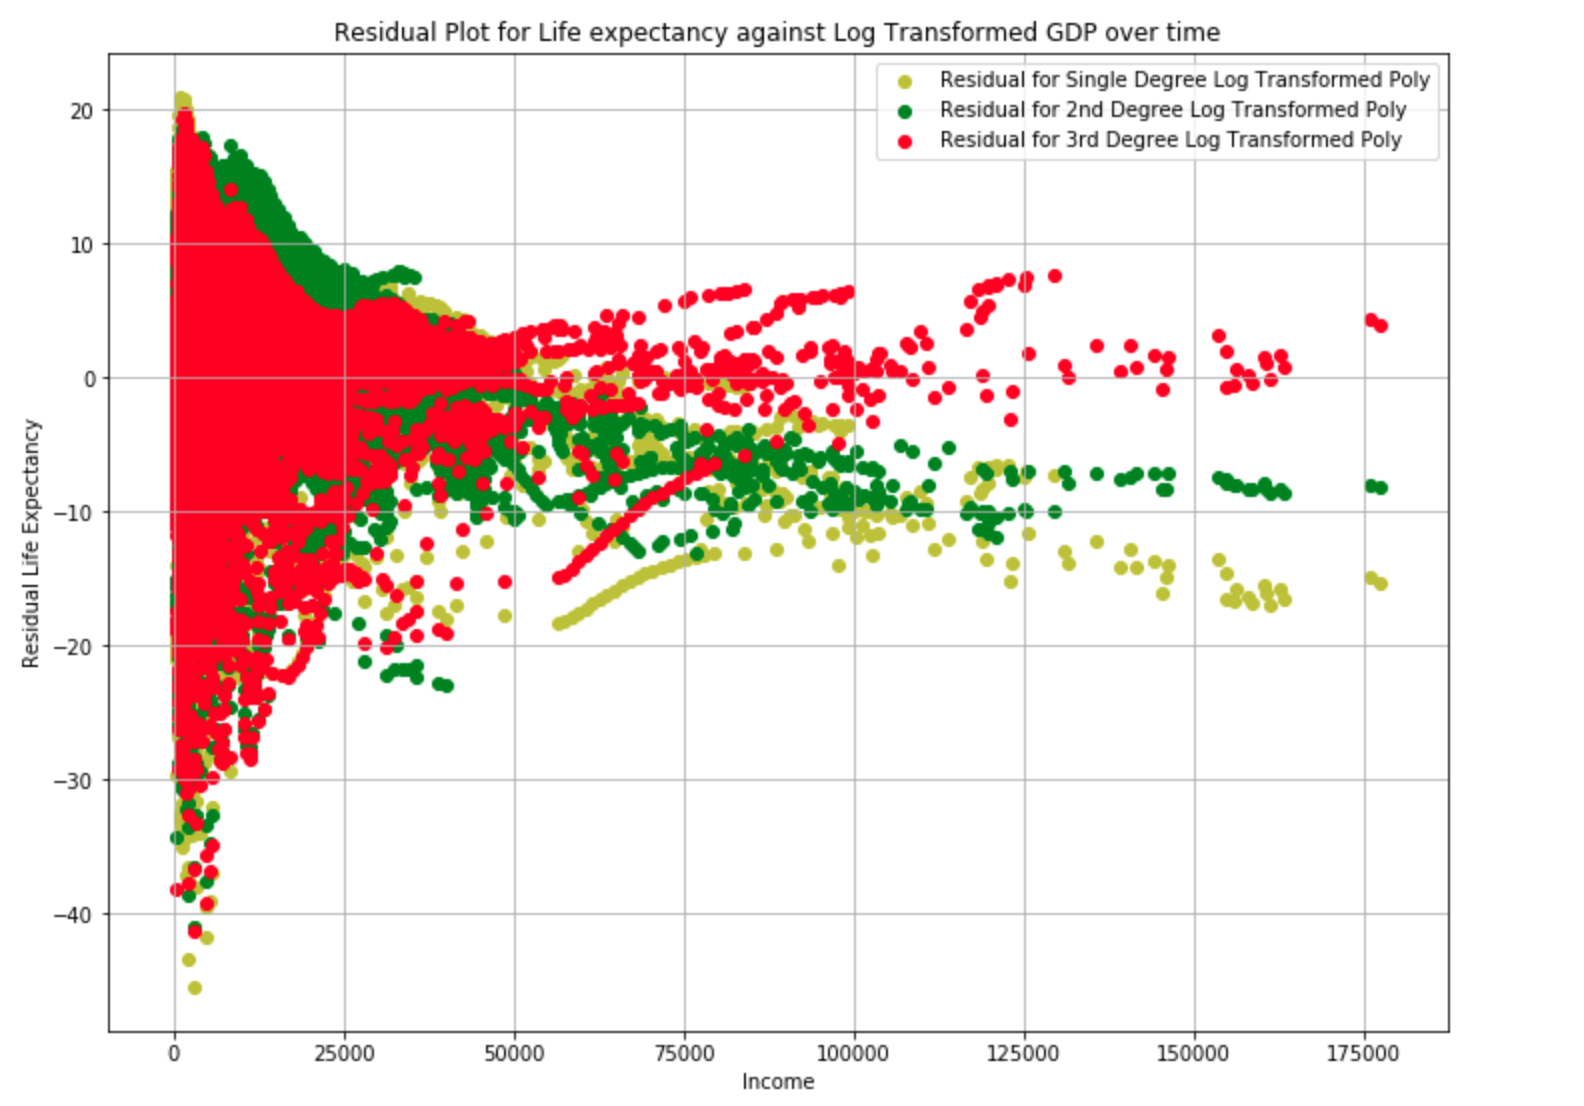 Residual Plot for Life expectancy against Log Transformed GDP over time
Residual for Single Degree Log Transformed Poly
Residual for 2nd Degree Log Transformed Poly
Residual for 3rd Degree Log Transformed Poly
20
10
0
−10
−20
−30
−40
Residual Life Expectancy
0 25000 50000 75000 100000 125000 150000 175000
Income